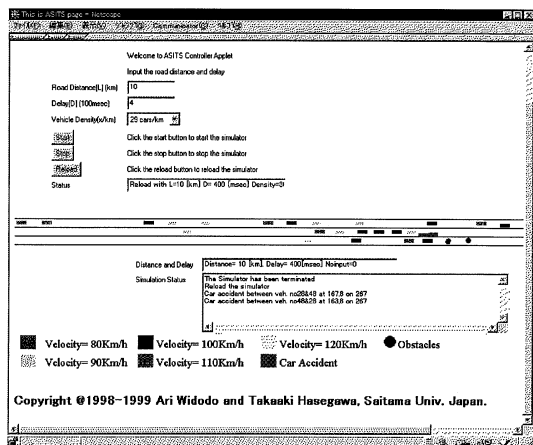 This is ASITS page - Netscape
Welcome to ASITS Controller Applet
Input the road distance and delay
Road Distance[L] (km) 10
Delay[D] (100msec) 4
Vehicle Density(x/km) 29 cars/km
Start Click the start button to start the simulator
Stop Click the stop button to stop the simulator
Reload Click the reload button to reload the simulator
Status Reload with L=10 [km] D= 400 [msec] Density=
Distance and Delay Distance= 10 [km], Delay= 400[msec] Noinput=0
Simulation Status The Simulator has been terminated
Reload the simulator
Car accident between veh. no28&48 at 167,8 on 267
Car accident between veh. no48&28 at 163,8 on 267
Velocity= 80Km/h Velocity= 100Km/h Velocity= 120Km/h Obstacles
Velocity= 90Km/h Velocity= 110Km/h Car Accident
Copyright @1998-1999 Ari Widodo and Takaaki Hasegawa, Saitama Univ. Japan.